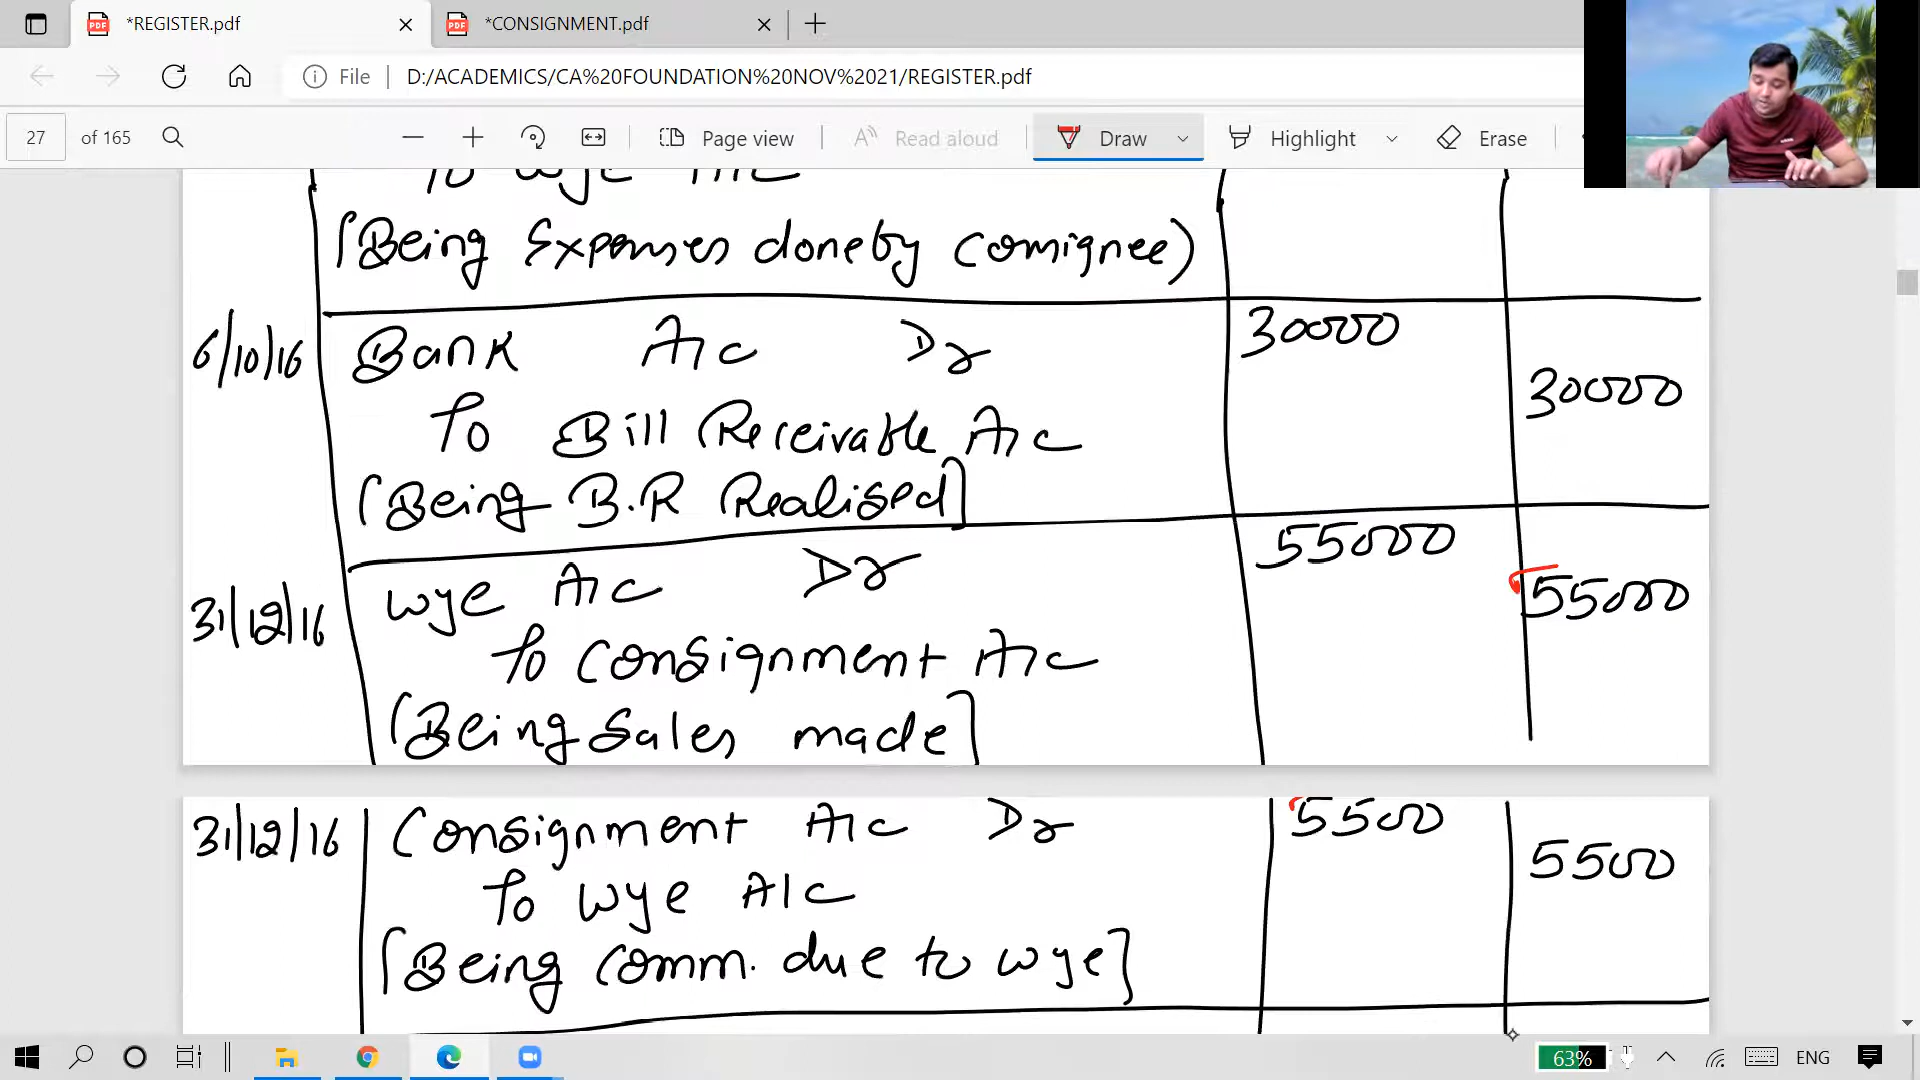 *REGISTER.pdf
*CONSIGNMENT.pdf
File
D:/ACADEMICS/CA%20FOUNDATION%20NOV%2021/REGISTER.pdf
27 of 165
Page view
Read aloud
Draw
Highlight
Erase
To Wye A/c
(Being Expenses done by Consignee)
6/10/16 Bank A/c Dr 30000
To Bill Receivable A/c 30000
[Being B.R Realised]
31/12/16 Wye A/c Dr 55000
To Consignment A/c 55000
[Being Sales made]
31/12/16 Consignment A/c Dr 5500
To Wye A/c 5500
[Being Comm. due to Wye]
63%
ENG